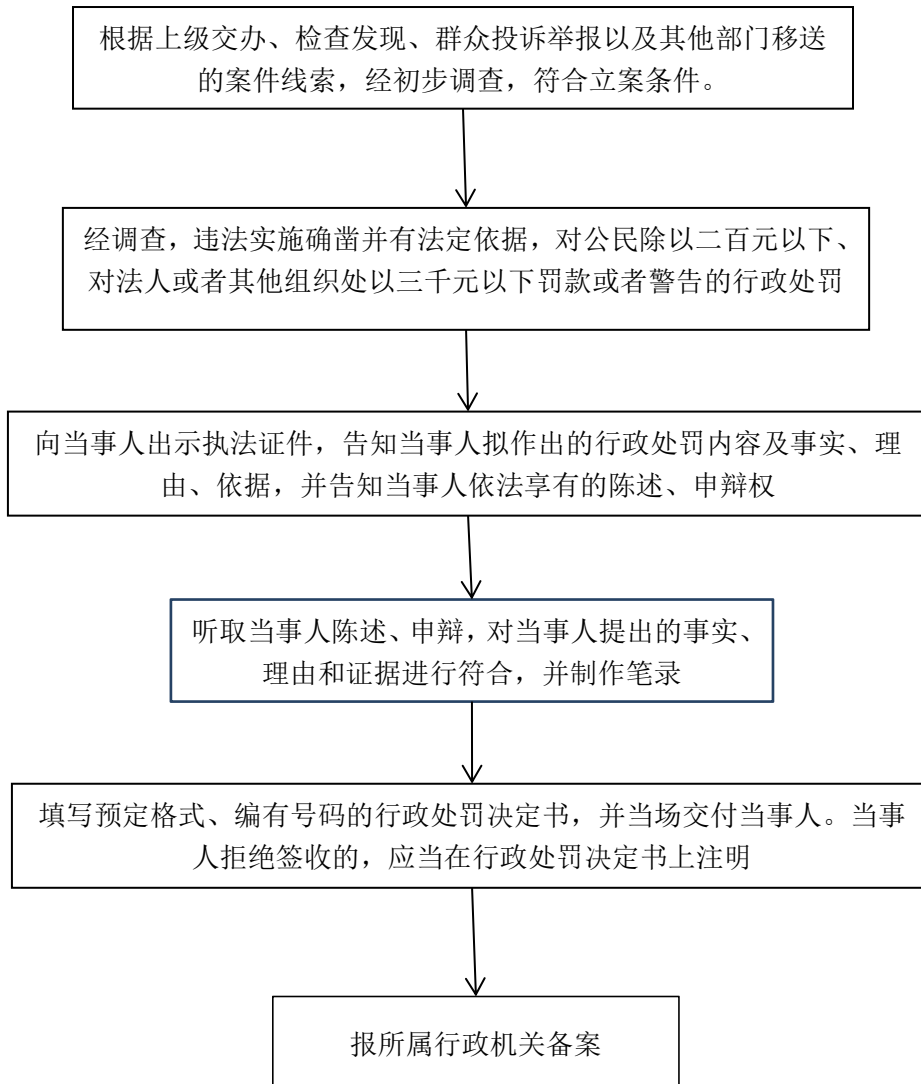 根据上级交办、检查发现、群众投诉举报以及其他部门移送
的案件线索，经初步调查，符合立案条件。
经调查，违法实施确凿并有法定依据，对公民除以二百元以下、
对法人或者其他组织处以三千元以下罚款或者警告的行政处罚
向当事人出示执法证件，告知当事人拟作出的行政处罚内容及事实、理
由、依据，并告知当事人依法享有的陈述、申辩权
听取当事人陈述、申辩，对当事人提出的事实、
理由和证据进行符合，并制作笔录
填写预定格式、编有号码的行政处罚决定书，并当场交付当事人。当事
人拒绝签收的，应当在行政处罚决定书上注明
报所属行政机关备案